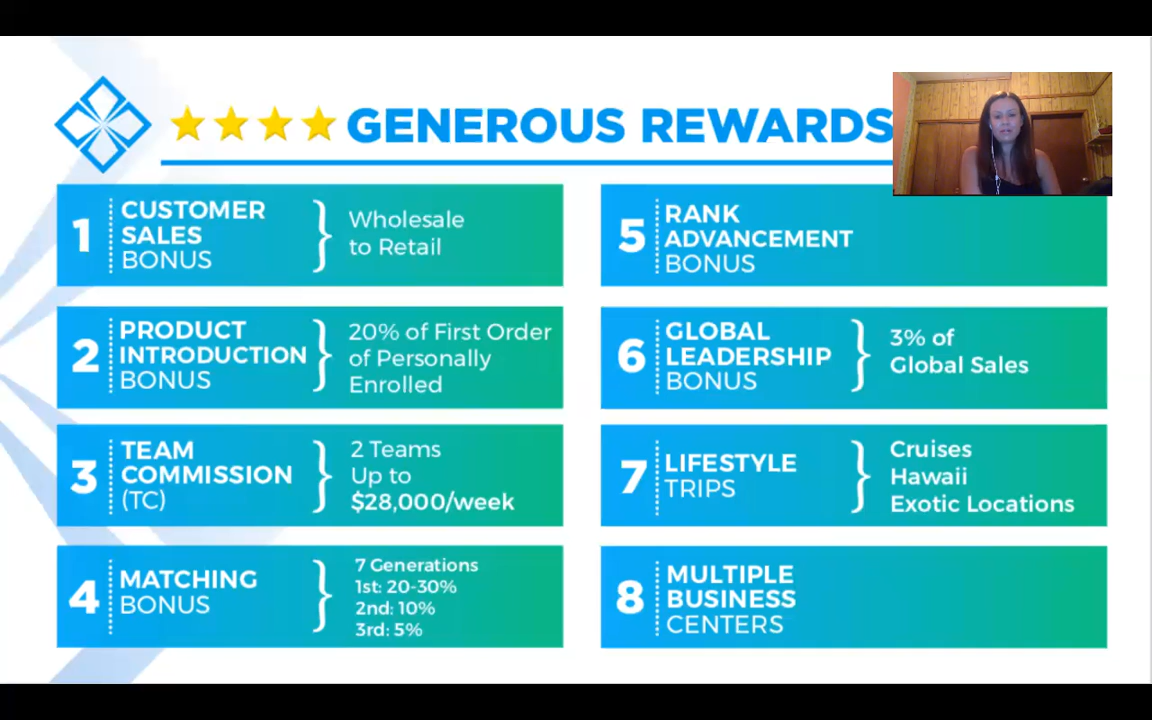 GENEROUS REWARDS
1
CUSTOMER
SALES
BONUS
Wholesale
to Retail
2
PRODUCT
INTRODUCTION
BONUS
20% of First Order
of Personally
Enrolled
3
TEAM
COMMISSION
(TC)
2 Teams
Up to
$28,000/week
4
MATCHING
BONUS
7 Generations
1st: 20-30%
2nd: 10%
3rd: 5%
5
RANK
ADVANCEMENT
BONUS
6
GLOBAL
LEADERSHIP
BONUS
3% of
Global Sales
7
LIFESTYLE
TRIPS
Cruises
Hawaii
Exotic Locations
8
MULTIPLE
BUSINESS
CENTERS